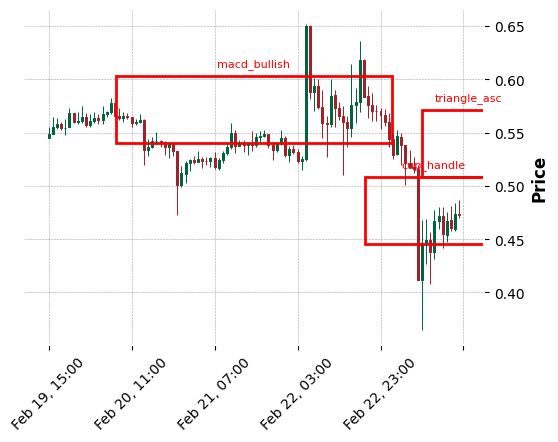 0.65
macd_bullish
0.60
triangle_asc
0.55
cup_handle
0.50
0.45
0.40
Price
Feb 19, 15:00
Feb 20, 11:00
Feb 21, 07:00
Feb 22, 03:00
Feb 22, 23:00